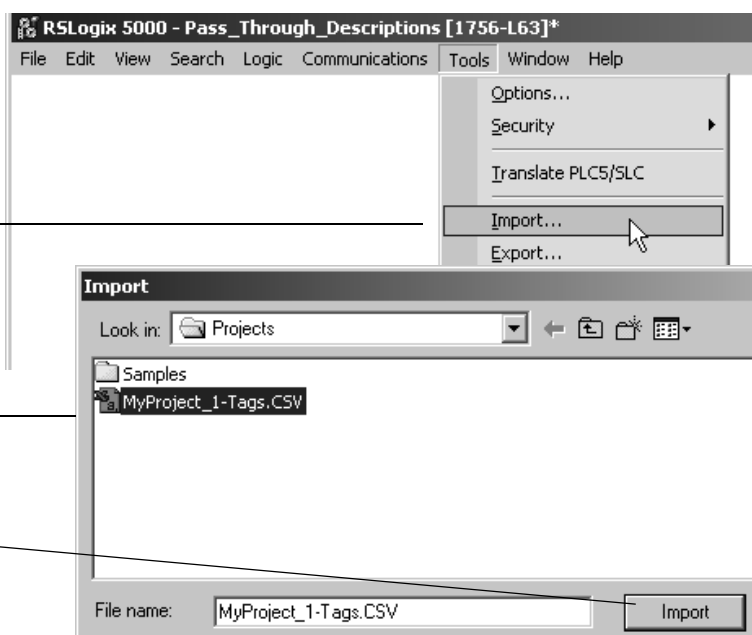 RSLogix 5000 - Pass_Through_Descriptions [1756-L63]*
File Edit View Search Logic Communications Tools Window Help
Options...
Security
Translate PLC5/SLC
Import...
Export...
Import
Look in: Projects
Samples
MyProject_1-Tags.CSV
File name: MyProject_1-Tags.CSV Import